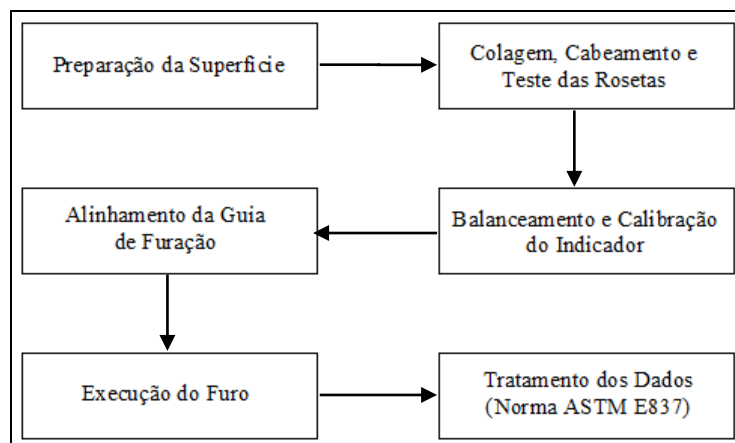 Preparação da Superfície
Colagem, Cabeamento e
Teste das Rosetas
Balanceamento e Calibração
do Indicador
Alinhamento da Guia
de Furação
Execução do Furo
Tratamento dos Dados
(Norma ASTM E837)